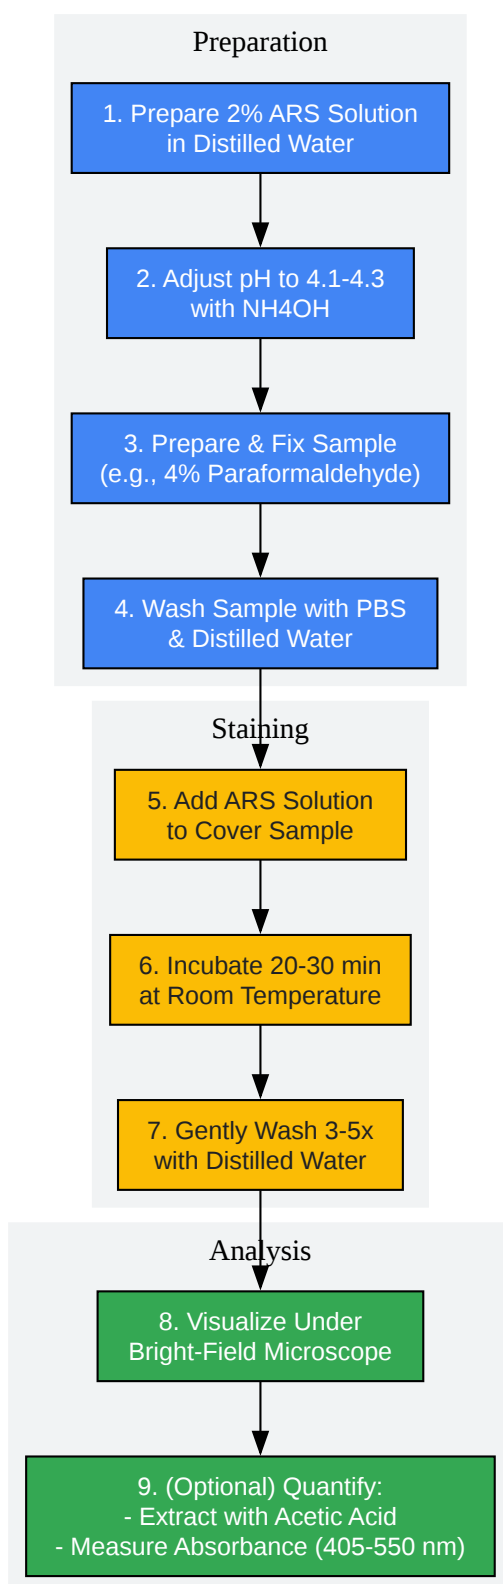 Preparation
1. Prepare 2% ARS Solution
in Distilled Water
2. Adjust pH to 4.1-4.3
with NH4OH
3. Prepare & Fix Sample
(e.g., 4% Paraformaldehyde)
4. Wash Sample with PBS
& Distilled Water
Staining
5. Add ARS Solution
to Cover Sample
6. Incubate 20-30 min
at Room Temperature
7. Gently Wash 3-5x
with Distilled Water
Analysis
8. Visualize Under
Bright-Field Microscope
9. (Optional) Quantify:
- Extract with Acetic Acid
- Measure Absorbance (405-550 nm)